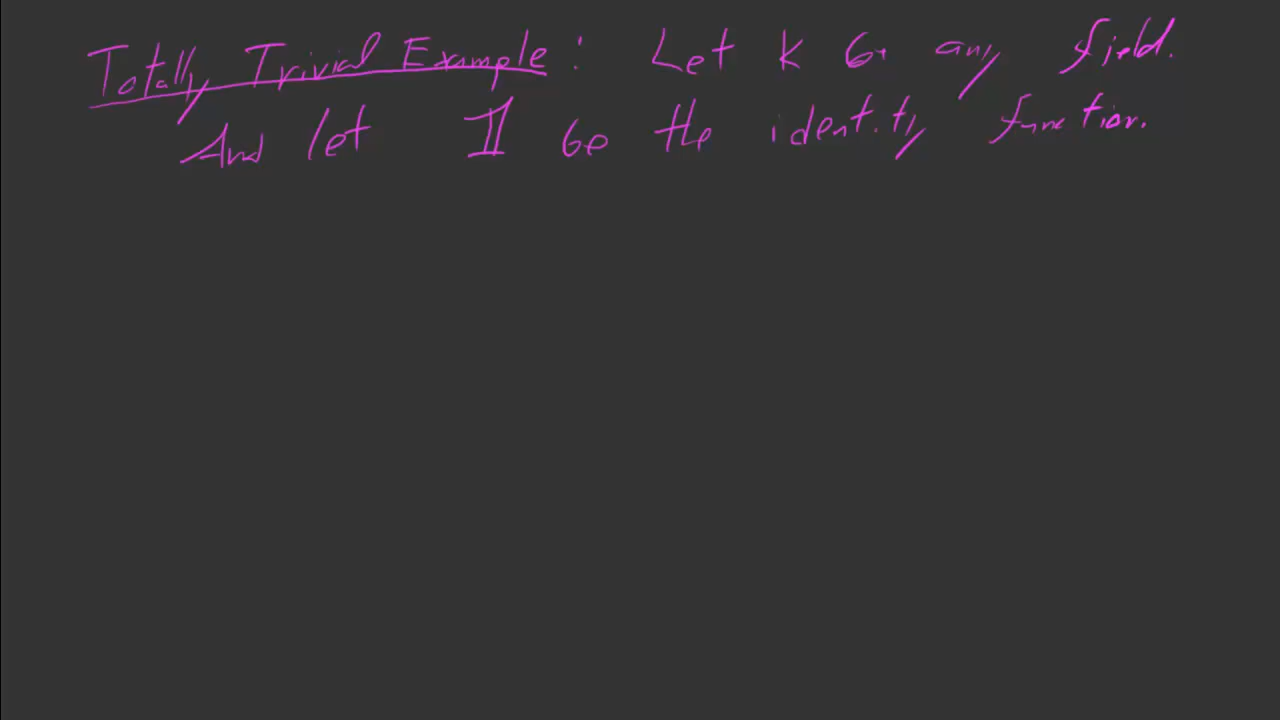 Totally Trivial Example: Let K be any field.
And let 𝟙 be the identity function.